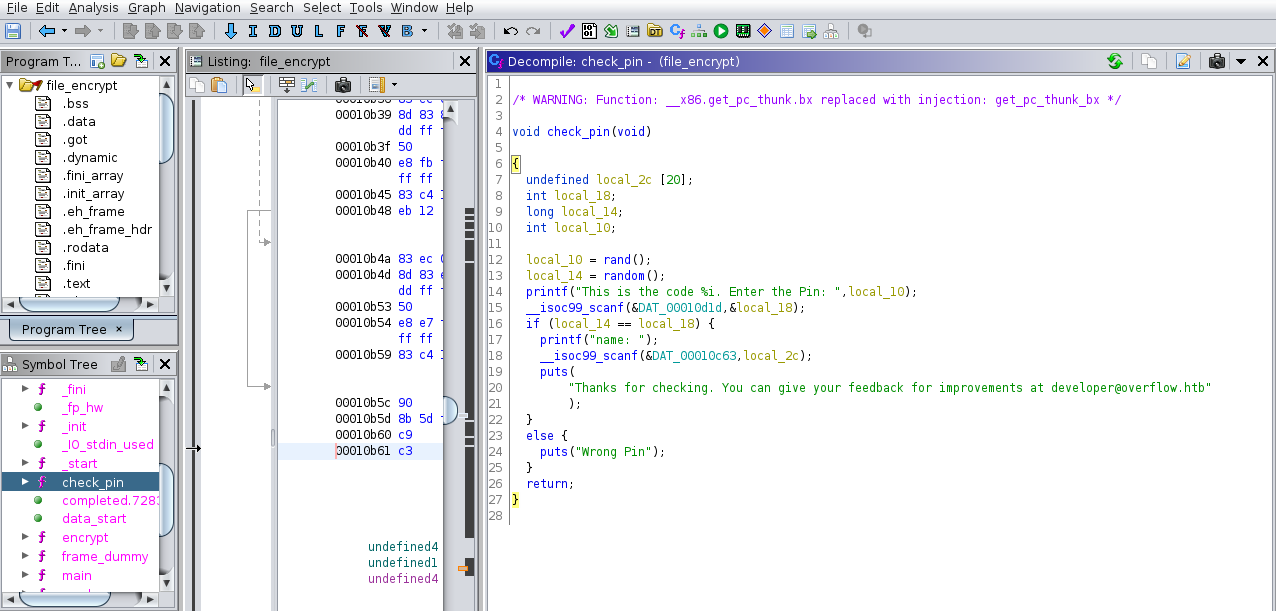 File Edit Analysis Graph Navigation Search Select Tools Window Help
I D U L F R V B
Program T...
file_encrypt
.bss
.data
.got
.dynamic
.fini_array
.init_array
.eh_frame
.eh_frame_hdr
.rodata
.fini
.text
Program Tree ×
Symbol Tree
f _fini
_fp_hw
f _init
_IO_stdin_used
f _start
f check_pin
completed.728
data_start
f encrypt
f frame_dummy
f main
Listing: file_encrypt
00010b39 8d 83
dd ff
00010b3f 50
00010b40 e8 fb
ff ff
00010b45 83 c4
00010b48 eb 12
00010b4a 83 ec
00010b4d 8d 83
dd ff
00010b53 50
00010b54 e8 e7
ff ff
00010b59 83 c4
00010b5c 90
00010b5d 8b 5d
00010b60 c9
00010b61 c3
undefined4
undefined1
undefined4
Decompile: check_pin - (file_encrypt)
1
2 /* WARNING: Function: __x86.get_pc_thunk.bx replaced with injection: get_pc_thunk_bx */
3
4 void check_pin(void)
5
6 {
7 undefined local_2c [20];
8 int local_18;
9 long local_14;
10 int local_10;
11
12 local_10 = rand();
13 local_14 = random();
14 printf("This is the code %i. Enter the Pin: ",local_10);
15 __isoc99_scanf(&DAT_00010d1d,&local_18);
16 if (local_14 == local_18) {
17 printf("name: ");
18 __isoc99_scanf(&DAT_00010c63,local_2c);
19 puts(
20 "Thanks for checking. You can give your feedback for improvements at developer@overflow.htb"
21 );
22 }
23 else {
24 puts("Wrong Pin");
25 }
26 return;
27 }
28